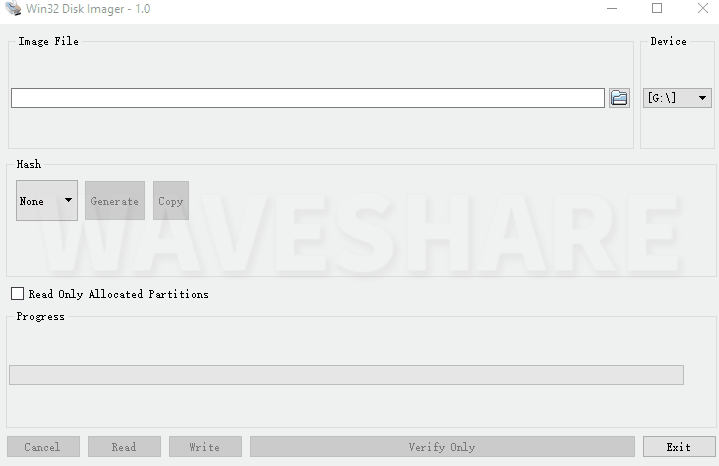 Win32 Disk Imager - 1.0
Image File
Device
[G:\]
Hash
None
Generate
Copy
WAVESHARE
Read Only Allocated Partitions
Progress
Cancel
Read
Write
Verify Only
Exit